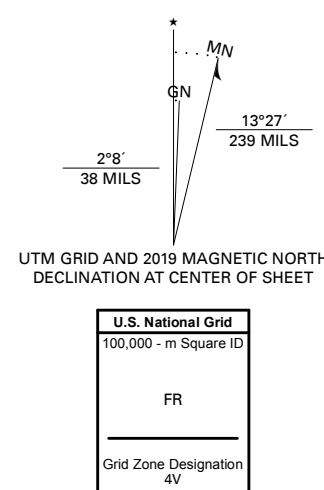 ★
MN
GN
13°27´
239 MILS
2°8´
38 MILS
UTM GRID AND 2019 MAGNETIC NORTH
DECLINATION AT CENTER OF SHEET
U.S. National Grid
100,000 - m Square ID
FR
Grid Zone Designation
4V